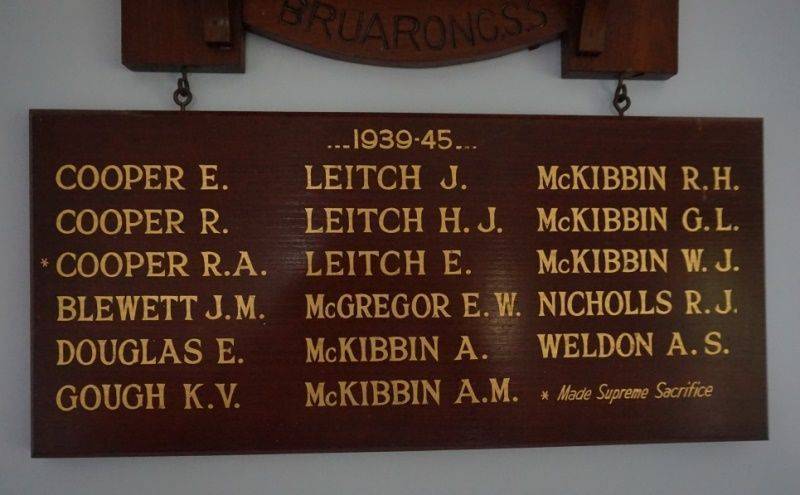 BRUARONG.S.S
...1939-45...
COOPER E.
COOPER R.
* COOPER R.A.
BLEWETT J.M.
DOUGLAS E.
GOUGH K.V.
LEITCH J.
LEITCH H.J.
LEITCH E.
McGREGOR E.W.
McKIBBIN A.
McKIBBIN A.M.
McKIBBIN R.H.
McKIBBIN G.L.
McKIBBIN W.J.
NICHOLLS R.J.
WELDON A.S.
* Made Supreme Sacrifice